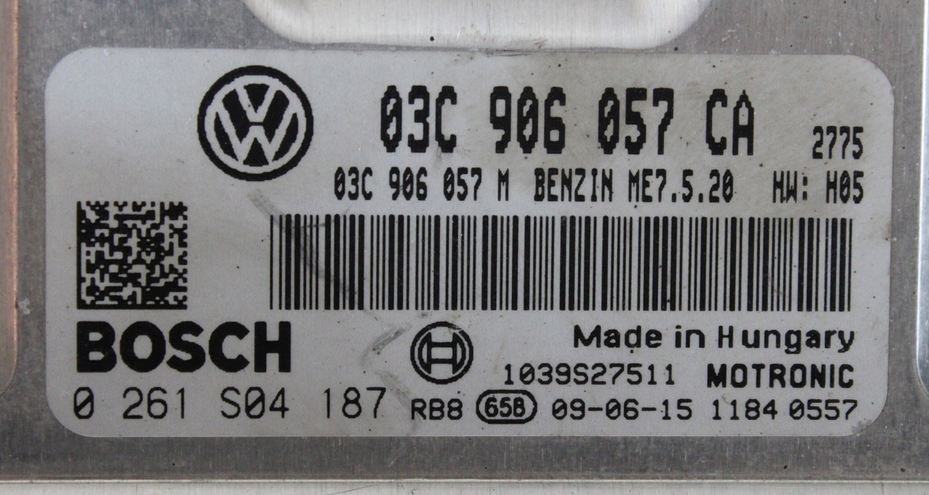 03C 906 057 CA 2775
03C 906 057 M BENZIN ME7.5.20 HW: H05
BOSCH Made in Hungary
1039S27511 MOTRONIC
0 261 S04 187 RB8 65B 09-06-15 1184 0557